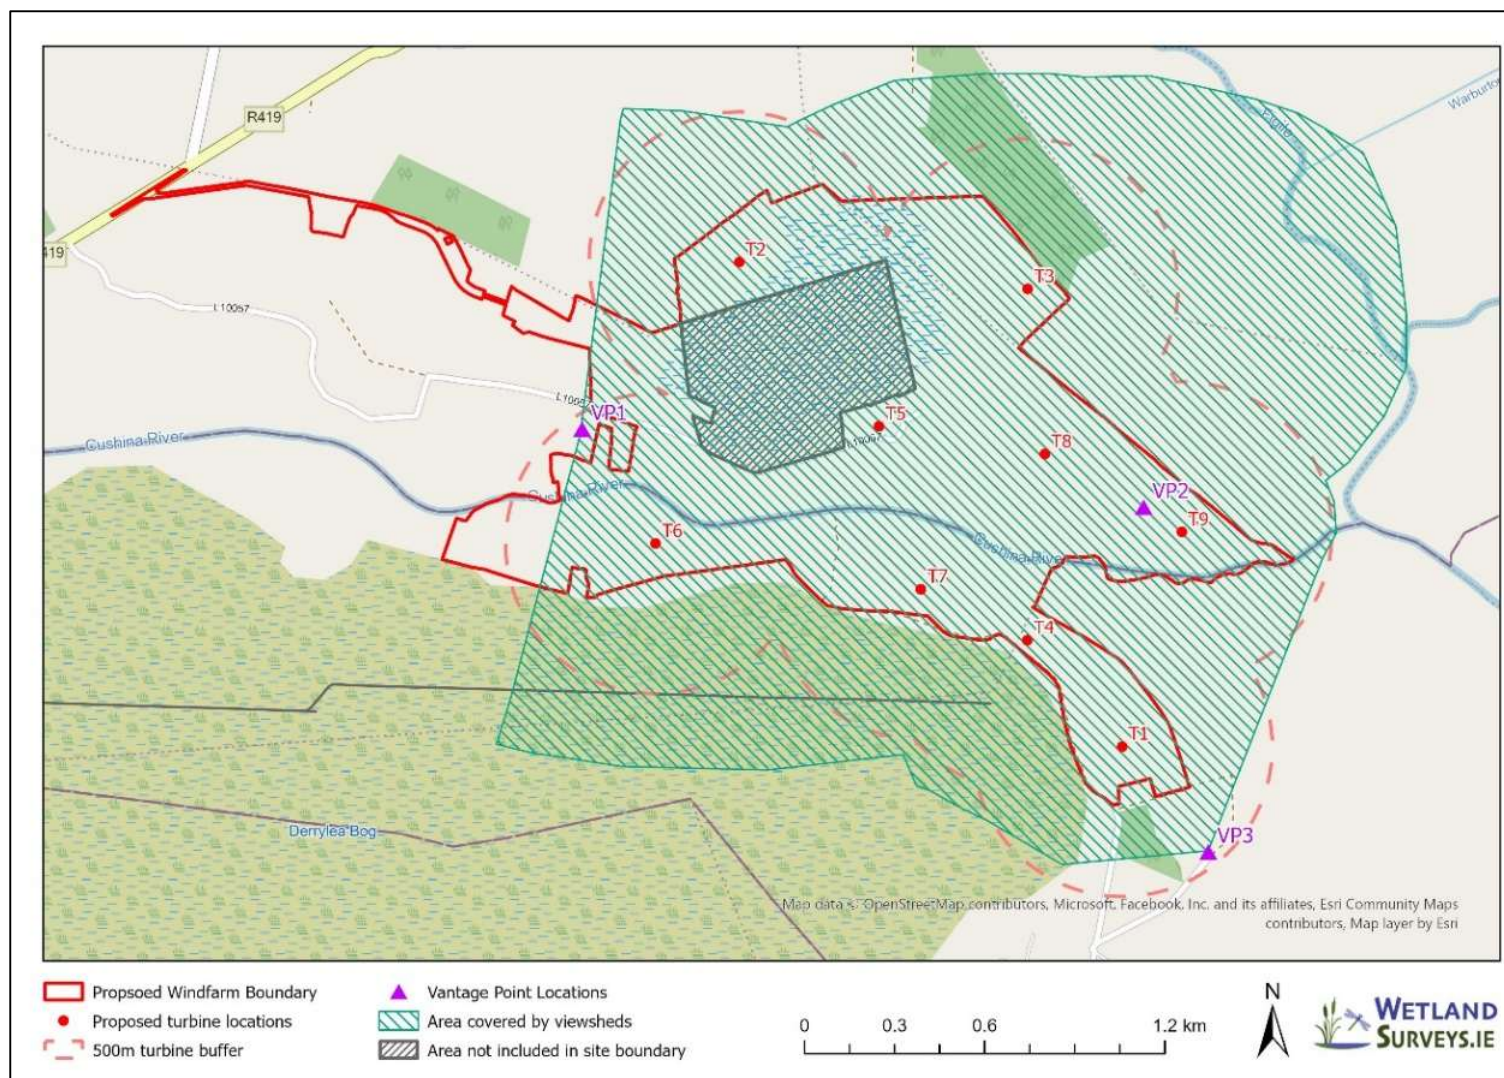 R419
Figile
Warburton
T2
419
T3
L10057
L10057
VP1
T5
L10057
T8
Cushina River
Cushina River
VP2
T9
T6
Cushina River
T7
T4
T1
Derrylea Bog
VP3
Map data © OpenStreetMap contributors, Microsoft, Facebook, Inc. and its affiliates, Esri Community Maps
contributors, Map layer by Esri
Propsoed Windfarm Boundary
Proposed turbine locations
500m turbine buffer
Vantage Point Locations
Area covered by viewsheds
Area not included in site boundary
0 0.3 0.6 1.2 km
N
WETLAND
SURVEYS.IE